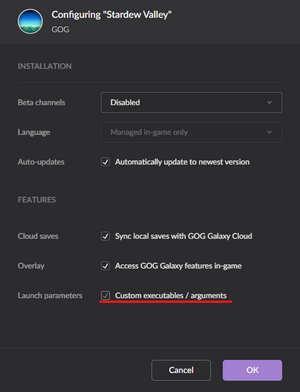 Configuring "Stardew Valley"
GOG
INSTALLATION
Beta channels Disabled
Language Managed in-game only
Auto-updates Automatically update to newest version
FEATURES
Cloud saves Sync local saves with GOG Galaxy Cloud
Overlay Access GOG Galaxy features in-game
Launch parameters Custom executables / arguments
Cancel OK